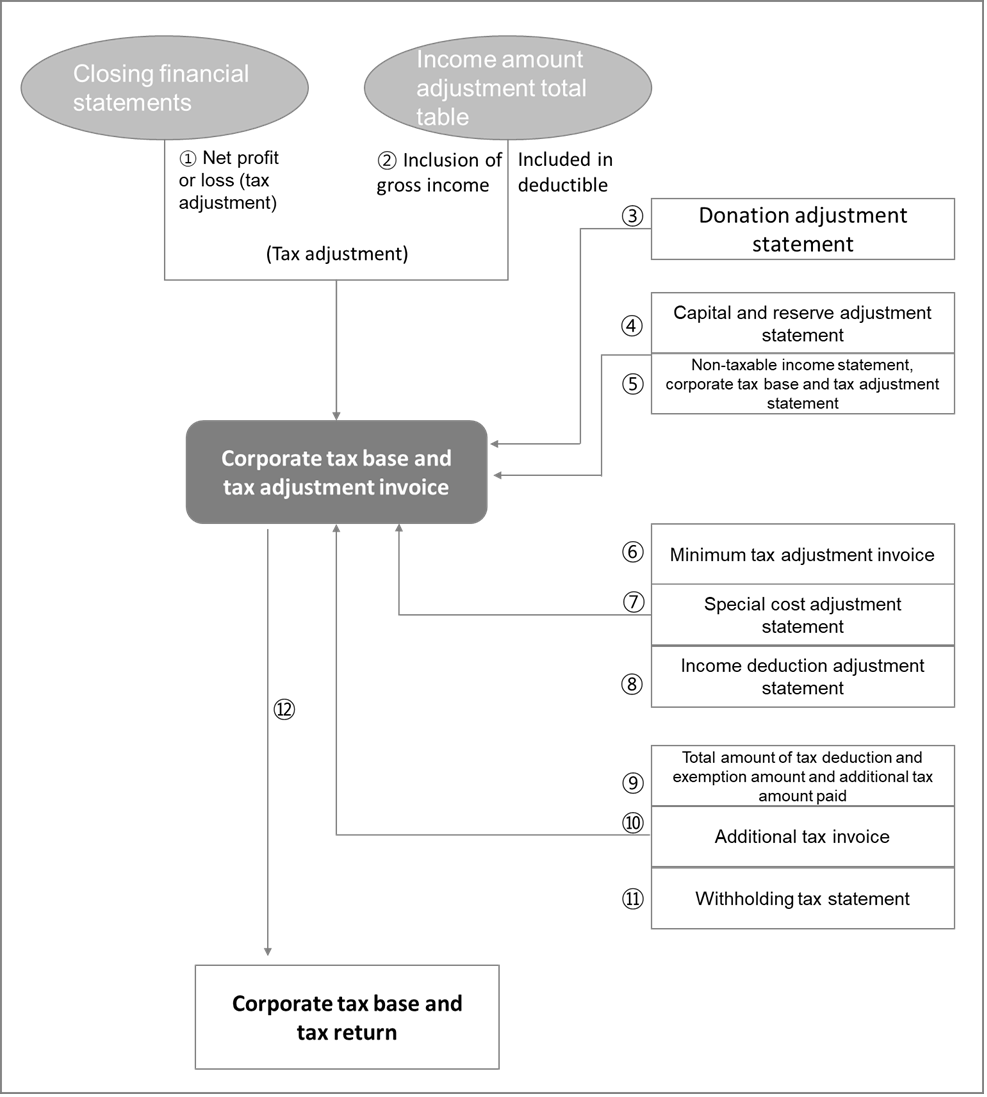 Closing financial
statements
Income amount
adjustment total
table
① Net profit
or loss (tax
adjustment)
② Inclusion of
gross income
Included in
deductible
(Tax adjustment)
③
Donation adjustment
statement
④
Capital and reserve adjustment
statement
⑤
Non-taxable income statement,
corporate tax base and tax adjustment
statement
Corporate tax base and
tax adjustment invoice
⑥
Minimum tax adjustment invoice
⑦
Special cost adjustment
statement
⑧
Income deduction adjustment
statement
⑫
⑨
Total amount of tax deduction and
exemption amount and additional tax
amount paid
⑩
Additional tax invoice
⑪
Withholding tax statement
Corporate tax base and
tax return